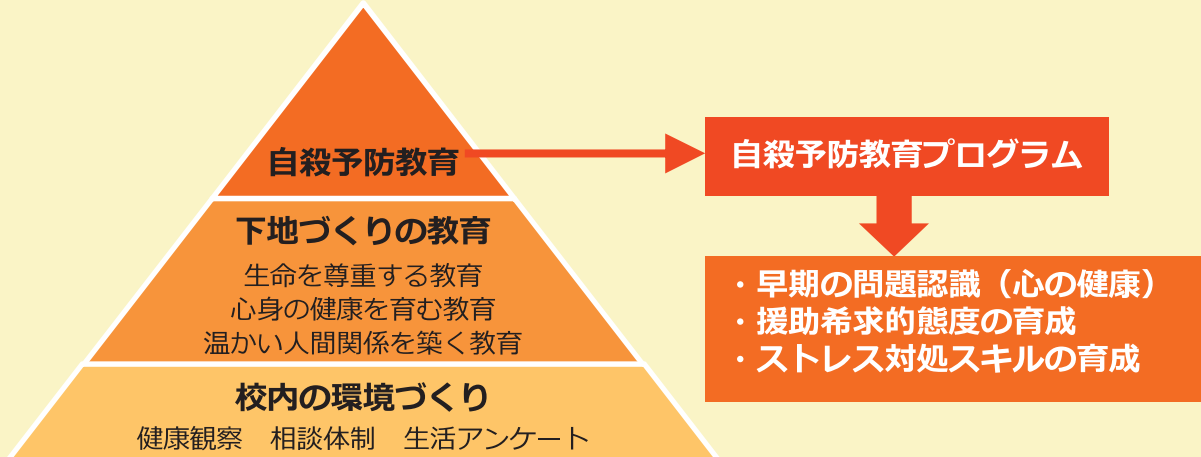 自殺予防教育
下地づくりの教育
生命を尊重する教育
心身の健康を育む教育
温かい人間関係を築く教育
校内の環境づくり
健康観察　相談体制　生活アンケート
自殺予防教育プログラム
・早期の問題認識（心の健康）
・援助希求的態度の育成
・ストレス対処スキルの育成